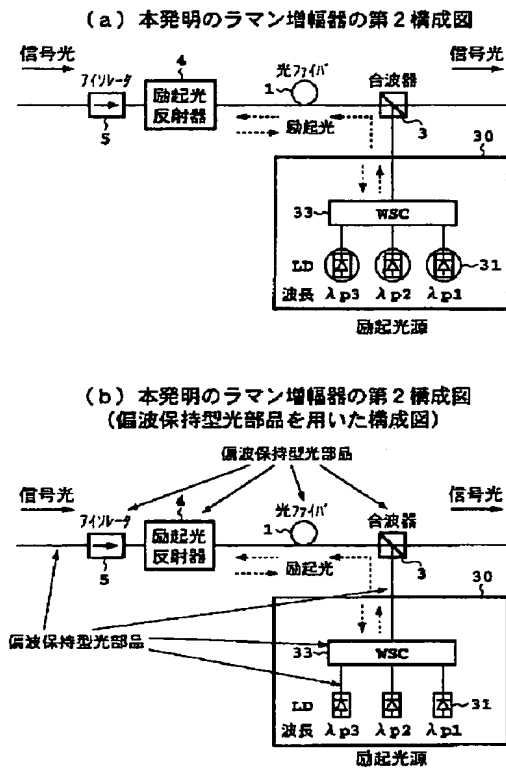 (a) 本発明のラマン増幅器の第2構成図
信号光
信号光
アイソレータ
4
励起光
反射器
5
光ファイバ
1
合波器
3
励起光
30
33
WSC
LD
31
波長 λp3 λp2 λp1
励起光源
(b) 本発明のラマン増幅器の第2構成図
(偏波保持型光部品を用いた構成図)
偏波保持型光部品
信号光
信号光
アイソレータ
4
励起光
反射器
5
光ファイバ
1
合波器
3
励起光
30
偏波保持型光部品
33
WSC
LD
31
波長 λp3 λp2 λp1
励起光源